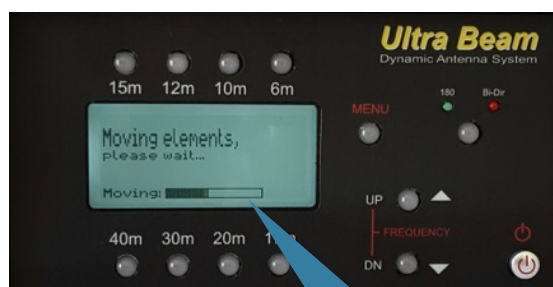 Ultra Beam
Dynamic Antenna System
15m 12m 10m 6m
180 Bi-Dir
MENU
Moving elements,
please wait...
Moving:
UP
FREQUENCY
DN
40m 30m 20m